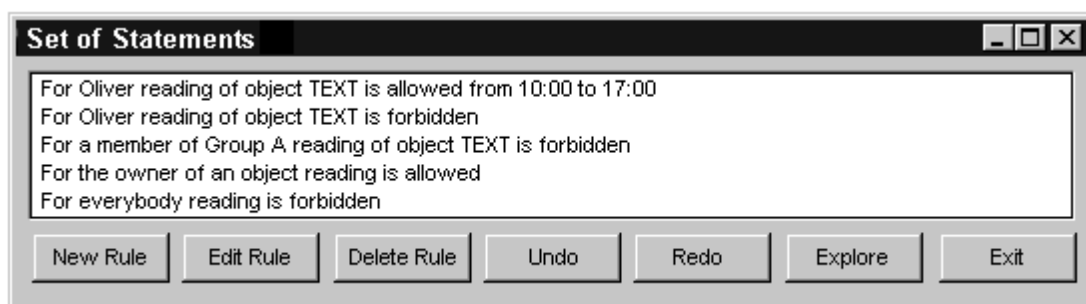 Set of Statements
For Oliver reading of object TEXT is allowed from 10:00 to 17:00
For Oliver reading of object TEXT is forbidden
For a member of Group A reading of object TEXT is forbidden
For the owner of an object reading is allowed
For everybody reading is forbidden
New Rule Edit Rule Delete Rule Undo Redo Explore Exit